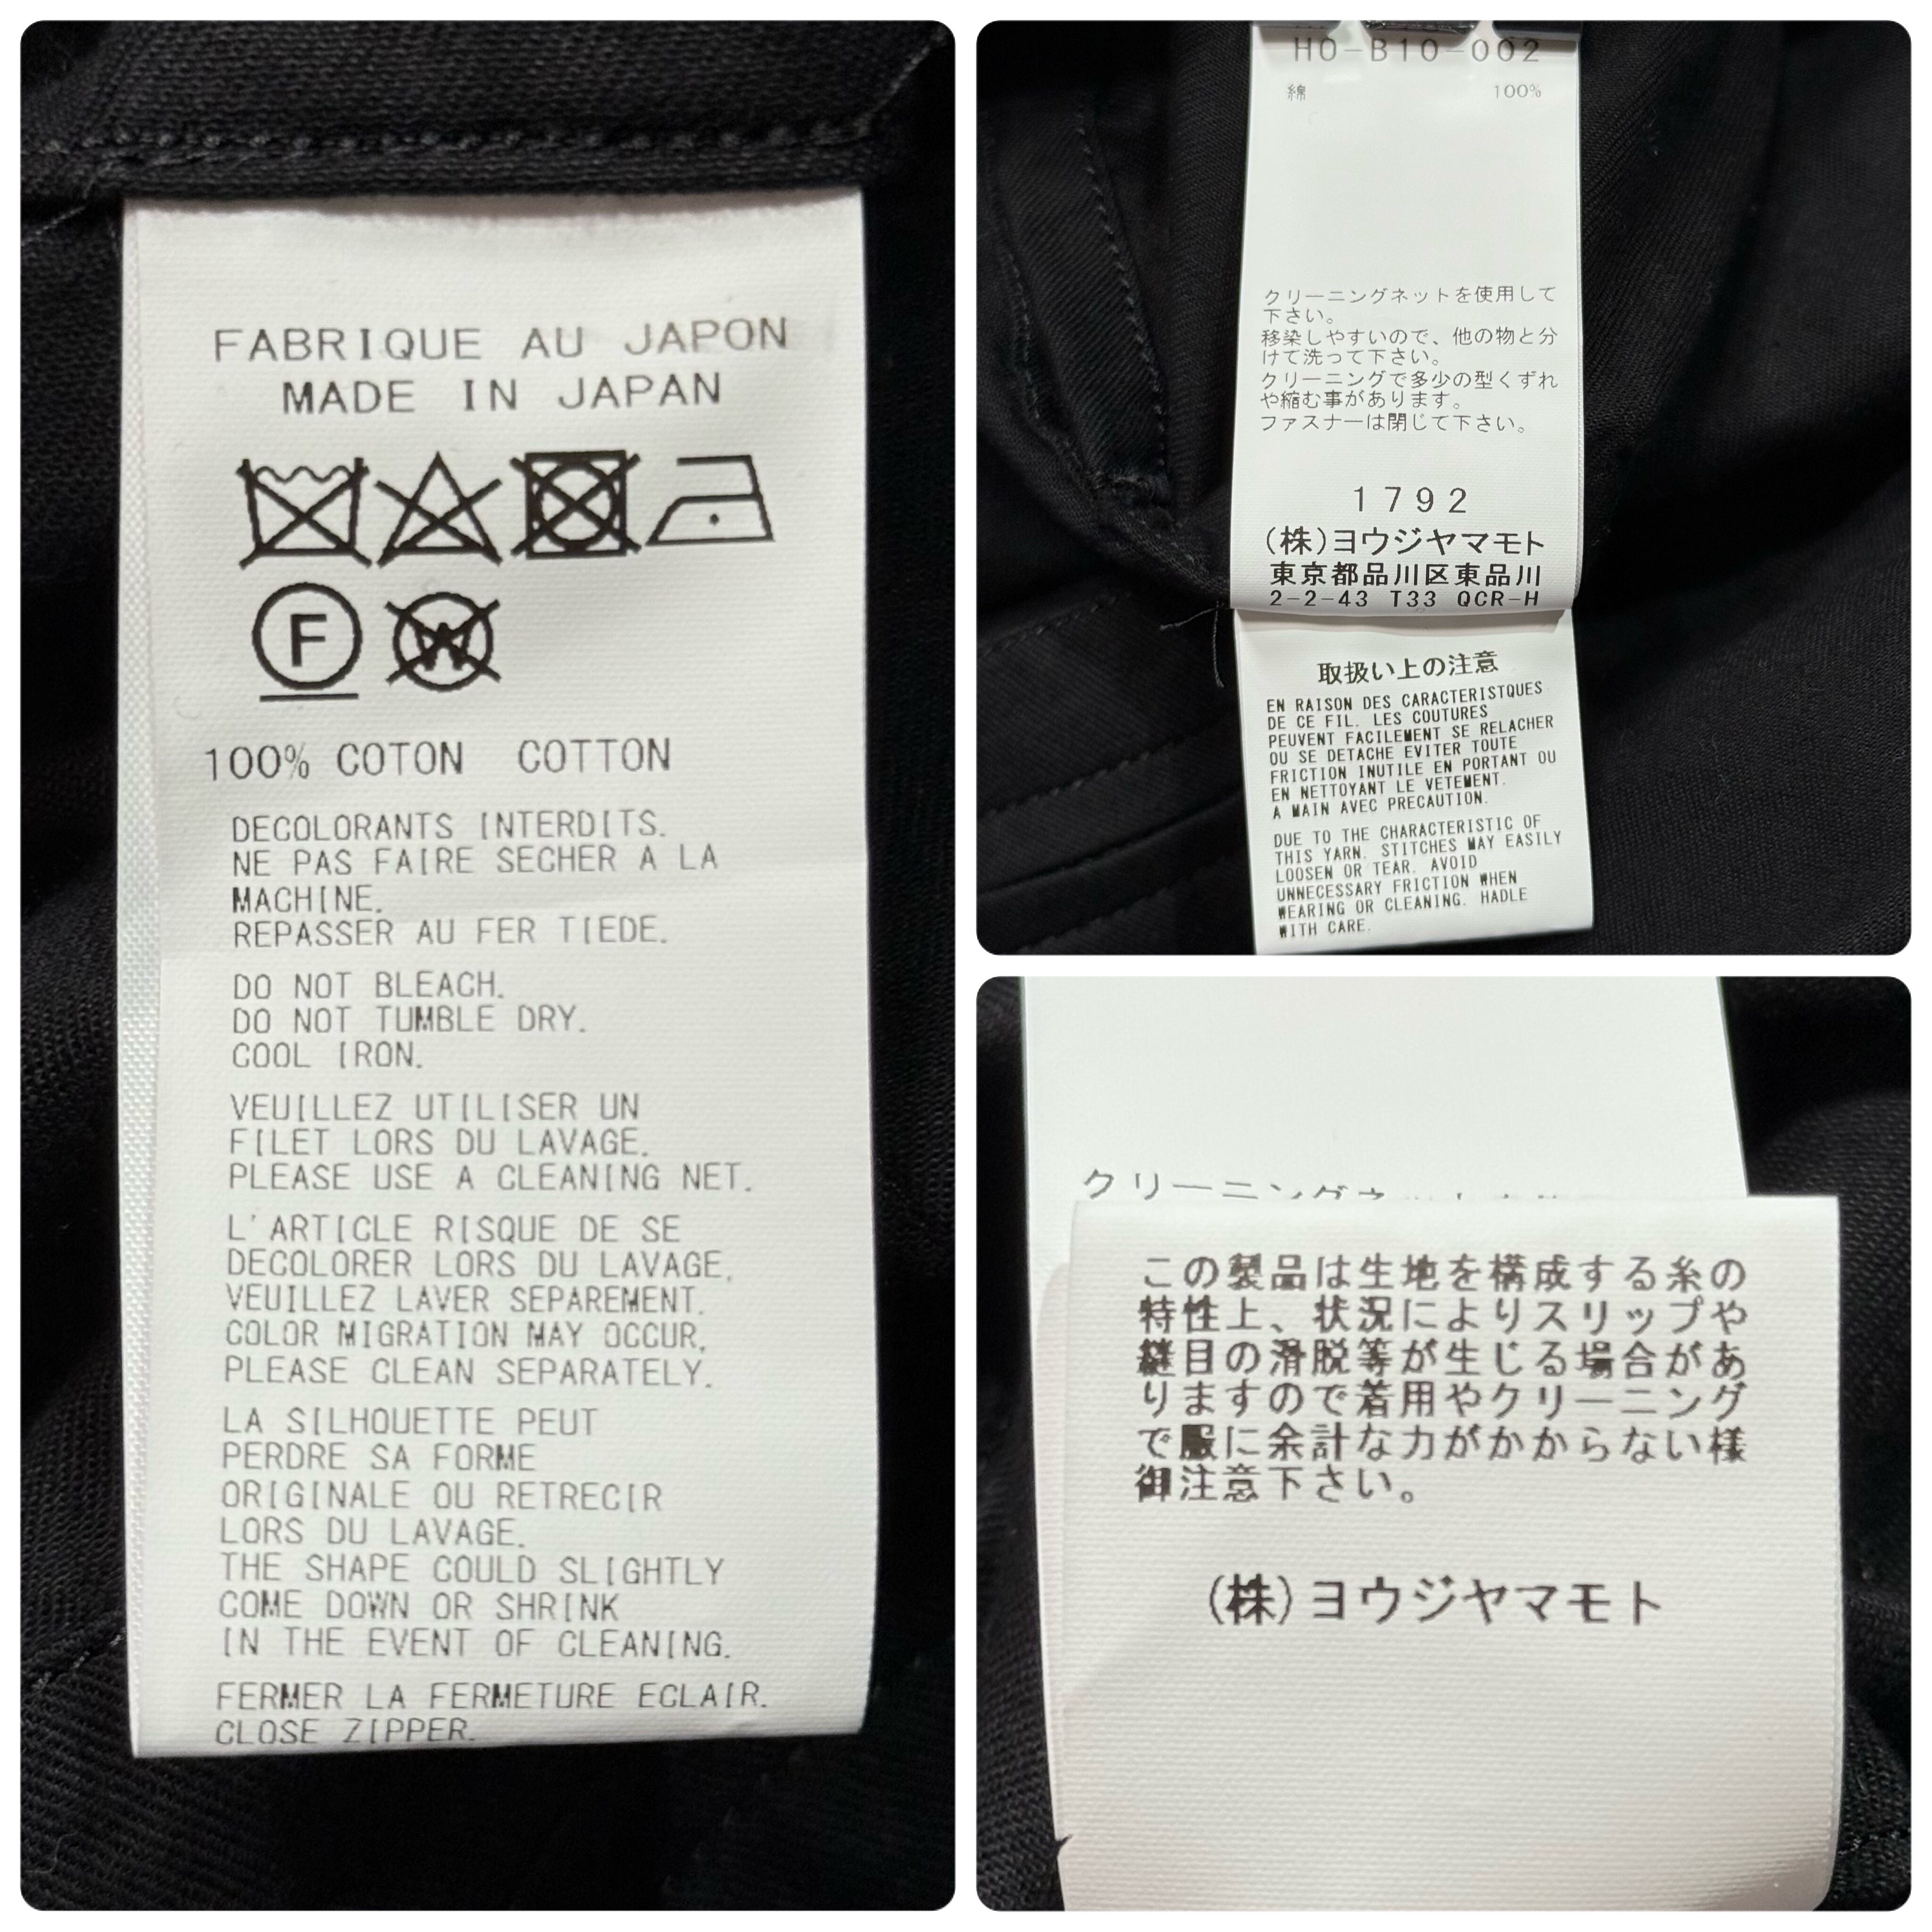 FABRIQUE AU JAPON
MADE IN JAPAN
F
W
100% COTON COTTON
DECOLORANTS INTERDITS.
NE PAS FAIRE SECHER A LA
MACHINE.
REPASSER AU FER TIEDE.
DO NOT BLEACH.
DO NOT TUMBLE DRY.
COOL IRON.
VEUILLEZ UTILISER UN
FILET LORS DU LAVAGE.
PLEASE USE A CLEANING NET.
L'ARTICLE RISQUE DE SE
DECOLORER LORS DU LAVAGE,
VEUILLEZ LAVER SEPAREMENT.
COLOR MIGRATION MAY OCCUR,
PLEASE CLEAN SEPARATELY.
LA SILHOUETTE PEUT
PERDRE SA FORME
ORIGINALE OU RETRECIR
LORS DU LAVAGE.
THE SHAPE COULD SLIGHTLY
COME DOWN OR SHRINK
IN THE EVENT OF CLEANING.
FERMER LA FERMETURE ECLAIR.
CLOSE ZIPPER.
HO-B10-002
綿 100%
クリーニングネットを使用して
下さい。
移染しやすいので、他の物と分
けて洗って下さい。
クリーニングで多少の型くずれ
や縮む事があります。
ファスナーは閉じて下さい。
1792
(株)ヨウジヤマモト
東京都品川区東品川
2-2-43 T33 QCR-H
取扱い上の注意
EN RAISON DES CARACTERISTQUES
DE CE FIL. LES COUTURES
PEUVENT FACILEMENT SE RELACHER
OU SE DETACHE EVITER TOUTE
FRICTION INUTILE EN PORTANT OU
EN NETTOYANT LE VETEMENT.
A MAIN AVEC PRECAUTION.
DUE TO THE CHARACTERISTIC OF
THIS YARN. STITCHES MAY EASILY
LOOSEN OR TEAR. AVOID
UNNECESSARY FRICTION WHEN
WEARING OR CLEANING. HADLE
WITH CARE.
クリーニングネット
この製品は生地を構成する糸の
特性上、状況によりスリップや
縫目の滑脱等が生じる場合があ
りますので着用やクリーニング
で服に余計な力がかからない様
御注意下さい。
(株)ヨウジヤマモト